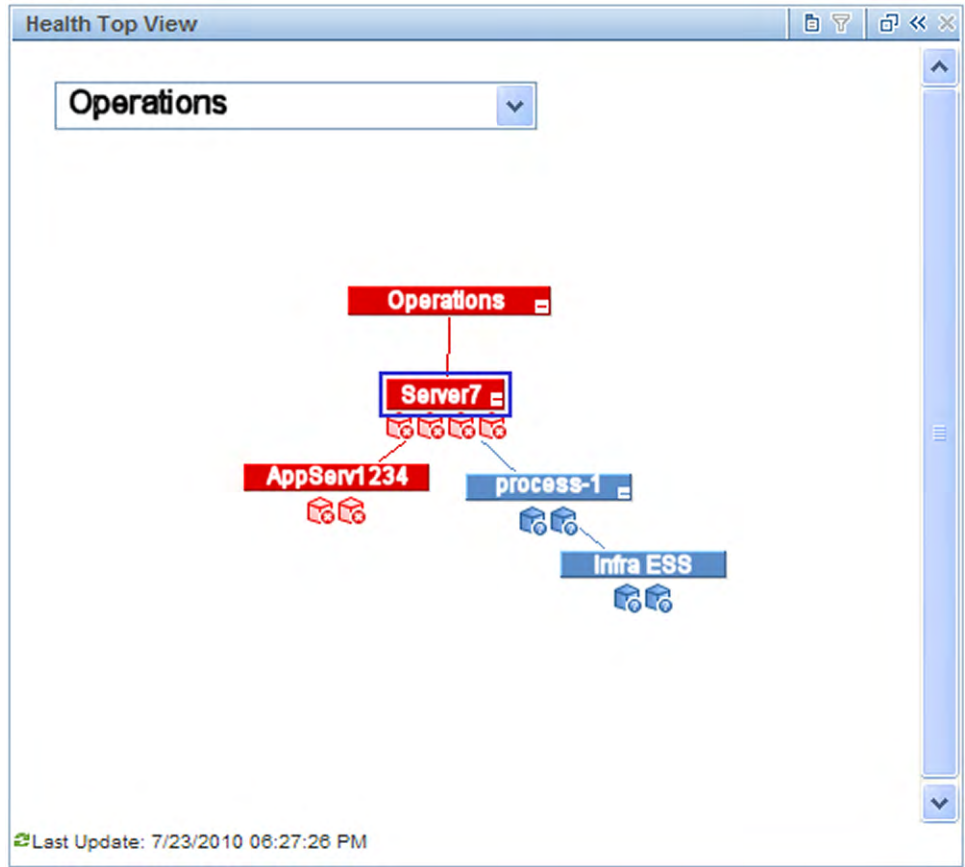 Health Top View
Operations
Operations
Server7
AppServ1234
process-1
Infra ESS
Last Update: 7/23/2010 06:27:26 PM